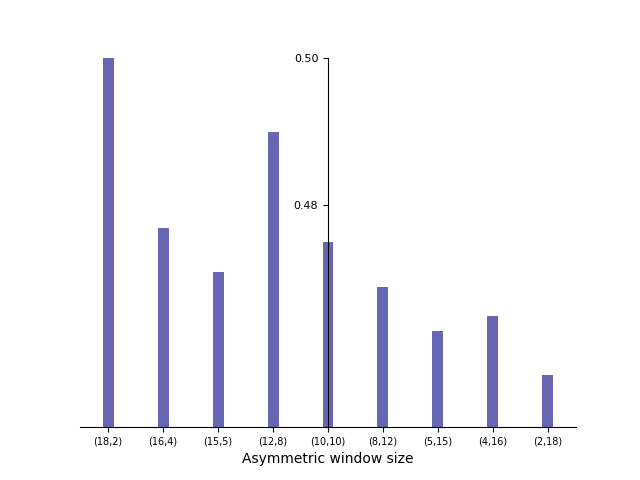 0.50
0.48
(18,2) (16,4) (15,5) (12,8) (10,10) (8,12) (5,15) (4,16) (2,18)
Asymmetric window size